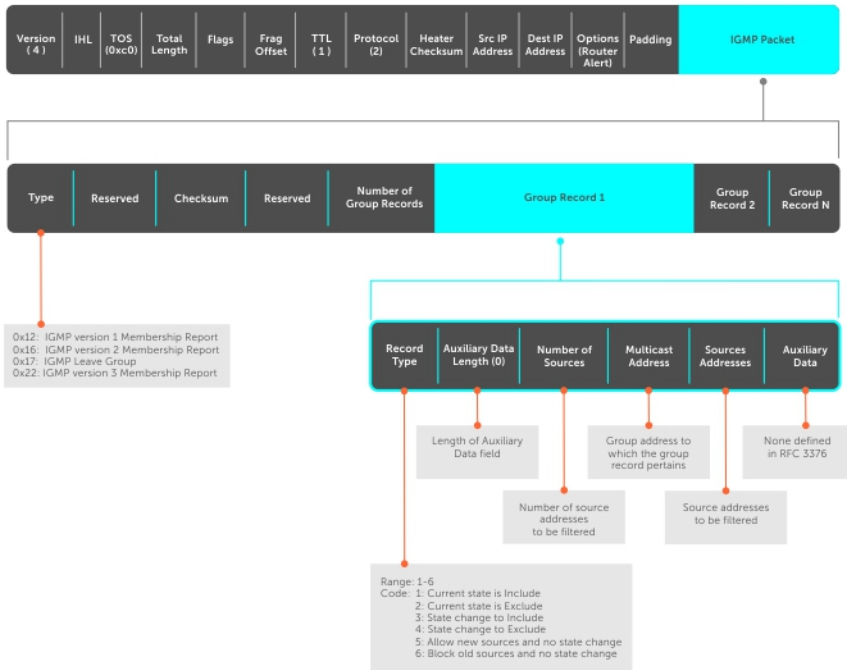 Version
( 4 )
IHL
TOS
(0xc0)
Total
Length
Flags
Frag
Offset
TTL
( 1 )
Protocol
(2)
Heater
Checksum
Src IP
Address
Dest IP
Address
Options
(Router
Alert)
Padding
IGMP Packet
Type
Reserved
Checksum
Reserved
Number of
Group Records
Group Record 1
Group
Record 2
Group
Record N
0x12: IGMP version 1 Membership Report
0x16: IGMP version 2 Membership Report
0x17: IGMP Leave Group
0x22: IGMP version 3 Membership Report
Record
Type
Auxiliary Data
Length (0)
Number of
Sources
Multicast
Address
Sources
Addresses
Auxiliary
Data
Length of Auxiliary
Data field
Group address to
which the group
record pertains
None defined
in RFC 3376
Number of source
addresses
to be filtered
Source addresses
to be filtered
Range: 1-6
Code: 1: Current state is Include
2: Current state is Exclude
3: State change to Include
4: State change to Exclude
5: Allow new sources and no state change
6: Block old sources and no state change